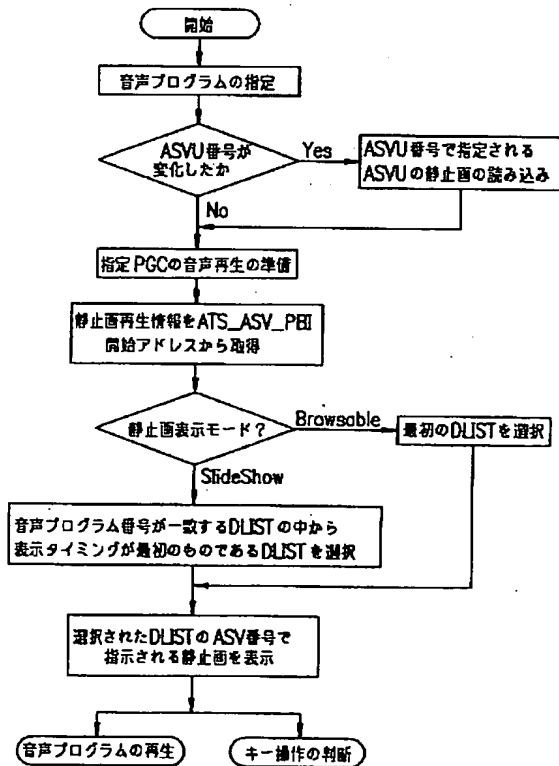 開始
音声プログラムの指定
ASVU番号が
変化したか
Yes
ASVU番号で指定される
ASVUの静止画の読み込み
No
指定PGCの音声再生の準備
静止画再生情報をATS_ASV_PBI
開始アドレスから取得
静止画表示モード?
Browsable
最初のDLISTを選択
SlideShow
音声プログラム番号が一致するDLISTの中から
表示タイミングが最初のものであるDLISTを選択
選択されたDLISTのASV番号で
指示される静止画を表示
音声プログラムの再生
キー操作の判断